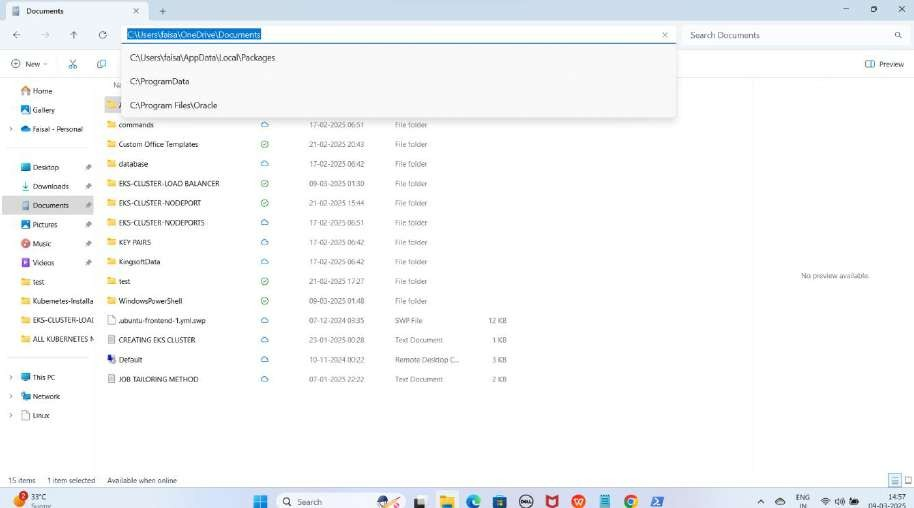 Documents
C:\Users\faisa\OneDrive\Documents
Search Documents
C:\Users\faisa\AppData\Local\Packages
C:\ProgramData
C:\Program Files\Oracle
New
Preview
Home
Gallery
Faisal - Personal
Desktop
Downloads
Documents
Pictures
Music
Videos
test
Kubernetes-Installa
EKS-CLUSTER-LOA
ALL KUBERNETES
This PC
Network
Linux
Na
commands 17-02-2025 06:51 File folder
Custom Office Templates 21-02-2025 20:43 File folder
database 17-02-2025 06:42 File folder
EKS-CLUSTER-LOAD BALANCER 09-03-2025 01:30 File folder
EKS-CLUSTER-NODEPORT 21-02-2025 15:44 File folder
EKS-CLUSTER-NODEPORTS 17-02-2025 06:51 File folder
KEY PAIRS 17-02-2025 06:42 File folder
KingsoftData 17-02-2025 06:42 File folder
test 21-02-2025 17:27 File folder
WindowsPowerShell 09-03-2025 01:48 File folder
.ubuntu-frontend-1.yml.swp 07-12-2024 03:35 SWP File 12 KB
CREATING EKS CLUSTER 23-01-2025 00:28 Text Document 1 KB
Default 10-11-2024 00:22 Remote Desktop C... 3 KB
JOB TAILORING METHOD 07-01-2025 22:22 Text Document 2 KB
No preview available.
15 items 1 item selected Available when online
2
33°C
Sunny
Search
DELL
ENG
IN
14:57
09-03-2025